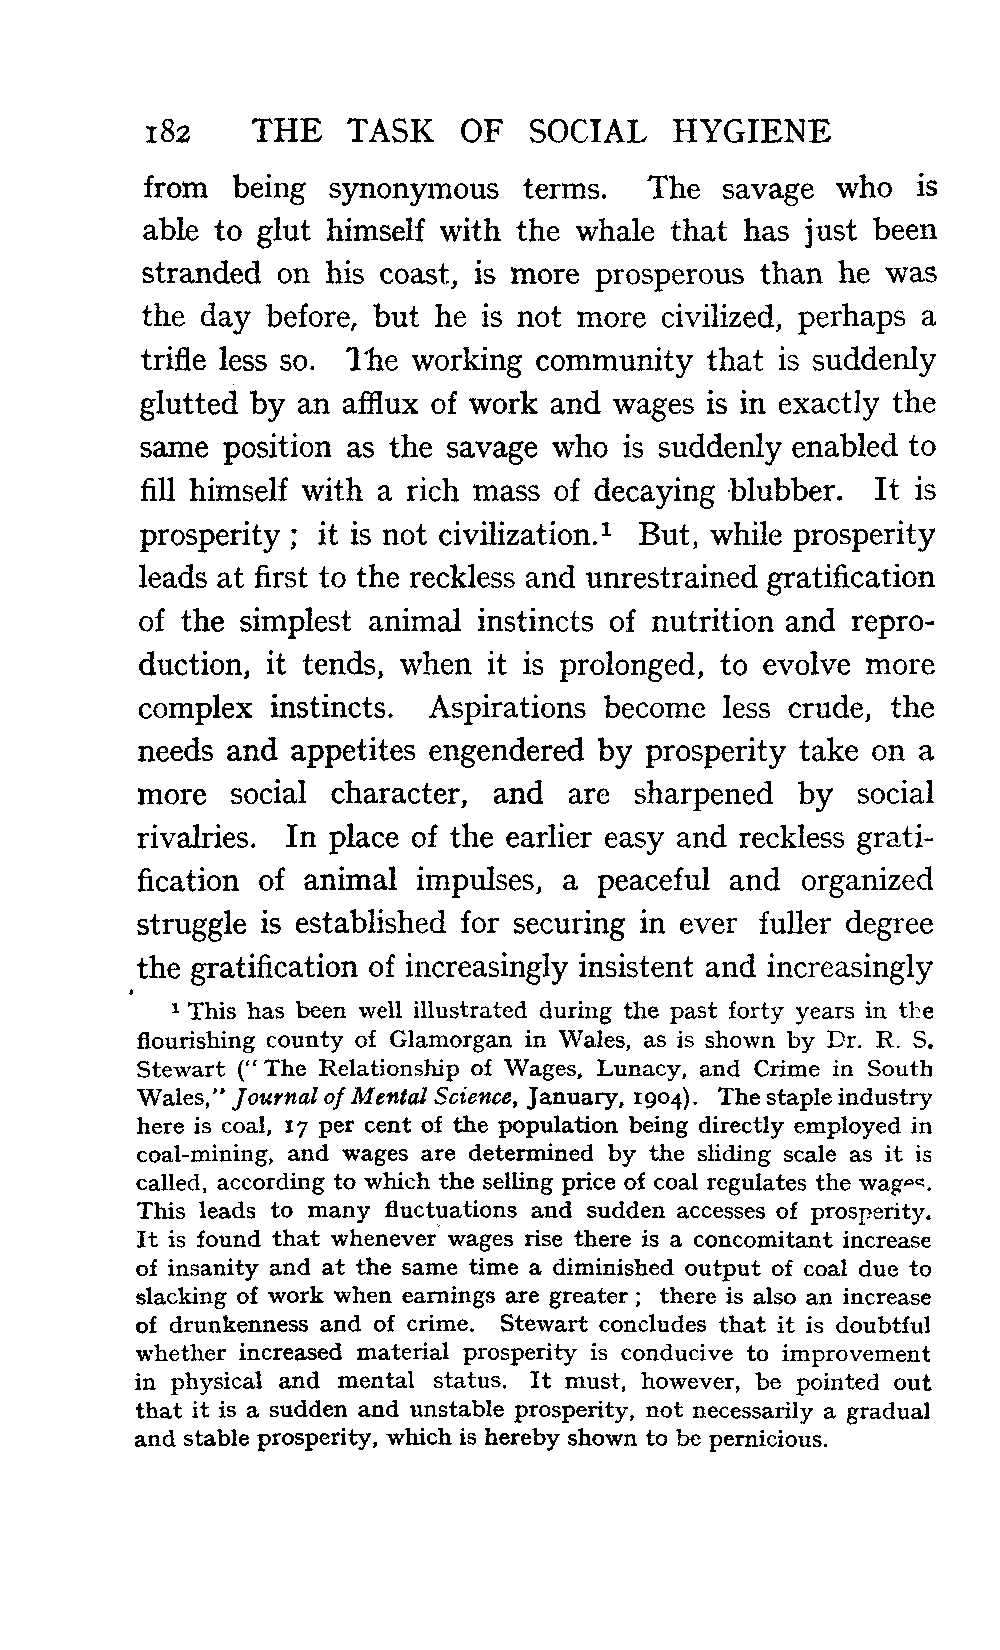 182 THE TASK OF SOCIAL HYGIENE
from being synonymous terms. The savage who is
able to glut himself with the whale that has just been
stranded on his coast, is more prosperous than he was
the day before, but he is not more civilized, perhaps a
trifle less so. The working community that is suddenly
glutted by an afflux of work and wages is in exactly the
same position as the savage who is suddenly enabled to
fill himself with a rich mass of decaying blubber. It is
prosperity ; it is not civilization.¹ But, while prosperity
leads at first to the reckless and unrestrained gratification
of the simplest animal instincts of nutrition and repro-
duction, it tends, when it is prolonged, to evolve more
complex instincts. Aspirations become less crude, the
needs and appetites engendered by prosperity take on a
more social character, and are sharpened by social
rivalries. In place of the earlier easy and reckless grati-
fication of animal impulses, a peaceful and organized
struggle is established for securing in ever fuller degree
the gratification of increasingly insistent and increasingly
¹ This has been well illustrated during the past forty years in the
flourishing county of Glamorgan in Wales, as is shown by Dr. R. S.
Stewart (“ The Relationship of Wages, Lunacy, and Crime in South
Wales,” Journal of Mental Science, January, 1904). The staple industry
here is coal, 17 per cent of the population being directly employed in
coal-mining, and wages are determined by the sliding scale as it is
called, according to which the selling price of coal regulates the wages.
This leads to many fluctuations and sudden accesses of prosperity.
It is found that whenever wages rise there is a concomitant increase
of insanity and at the same time a diminished output of coal due to
slacking of work when earnings are greater ; there is also an increase
of drunkenness and of crime. Stewart concludes that it is doubtful
whether increased material prosperity is conducive to improvement
in physical and mental status. It must, however, be pointed out
that it is a sudden and unstable prosperity, not necessarily a gradual
and stable prosperity, which is hereby shown to be pernicious.